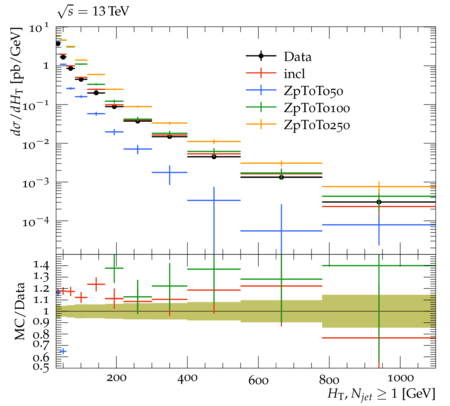 √s = 13 TeV
dσ/dH_T [pb/GeV]
10^1
1
10^−1
10^−2
10^−3
10^−4
Data
incl
ZpToTo50
ZpToTo100
ZpToTo250
MC/Data
1.4
1.3
1.2
1.1
1
0.9
0.8
0.7
0.6
0.5
200 400 600 800 1000
H_T, N_jet ≥ 1 [GeV]